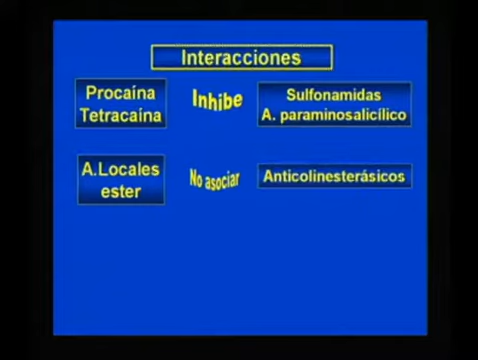 Interacciones
Procaína
Tetracaína
Inhibe
Sulfonamidas
A. paraminosalicílico
A.Locales
ester
No asociar
Anticolinesterásicos